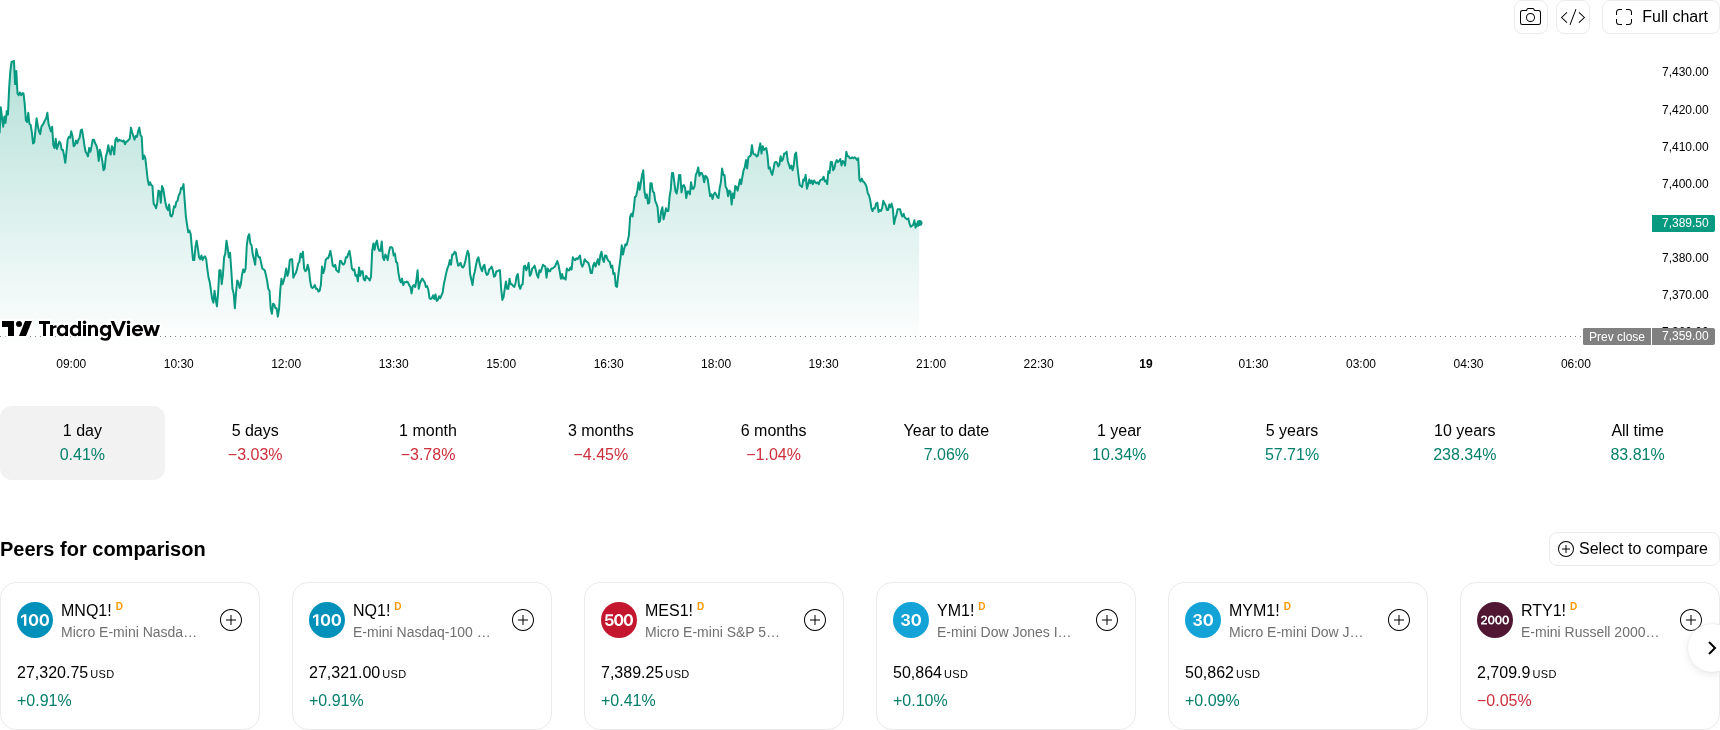 Full chart
7,430.00
7,420.00
7,410.00
7,400.00
7,389.50
7,380.00
7,370.00
TradingView
Prev close 7,359.00
09:00 10:30 12:00 13:30 15:00 16:30 18:00 19:30 21:00 22:30 19 01:30 03:00 04:30 06:00
1 day 5 days 1 month 3 months 6 months Year to date 1 year 5 years 10 years All time
0.41% −3.03% −3.78% −4.45% −1.04% 7.06% 10.34% 57.71% 238.34% 83.81%
Peers for comparison
Select to compare
100 MNQ1! D
Micro E-mini Nasda…
27,320.75 USD
+0.91%
100 NQ1! D
E-mini Nasdaq-100 …
27,321.00 USD
+0.91%
500 MES1! D
Micro E-mini S&P 5…
7,389.25 USD
+0.41%
30 YM1! D
E-mini Dow Jones I…
50,864 USD
+0.10%
30 MYM1! D
Micro E-mini Dow J…
50,862 USD
+0.09%
2000 RTY1! D
E-mini Russell 2000…
2,709.9 USD
−0.05%